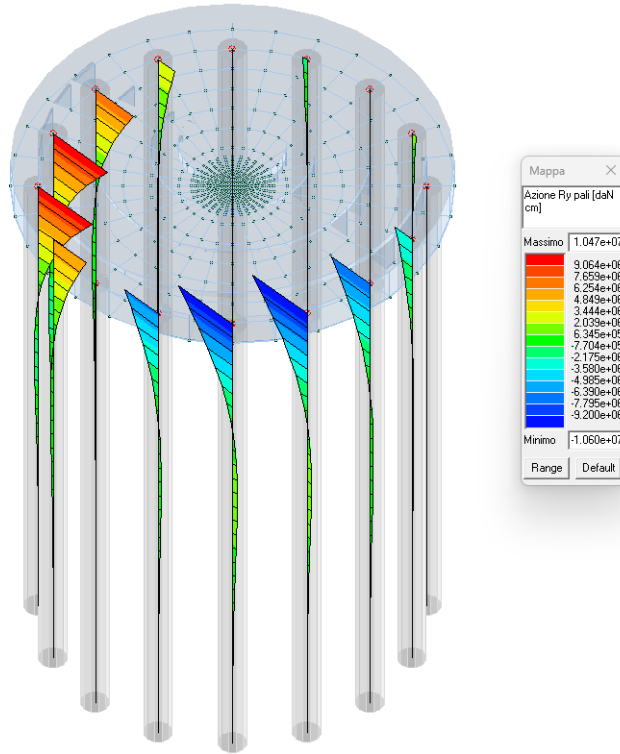 Mappa
Azione Ry pali [daN
cm]
Massimo 1.047e+07
9.064e+06
7.659e+06
6.254e+06
4.849e+06
3.444e+06
2.039e+06
6.345e+05
-7.704e+05
-2.175e+06
-3.580e+06
-4.985e+06
-6.390e+06
-7.795e+06
-9.200e+06
Minimo -1.060e+07
Range Default